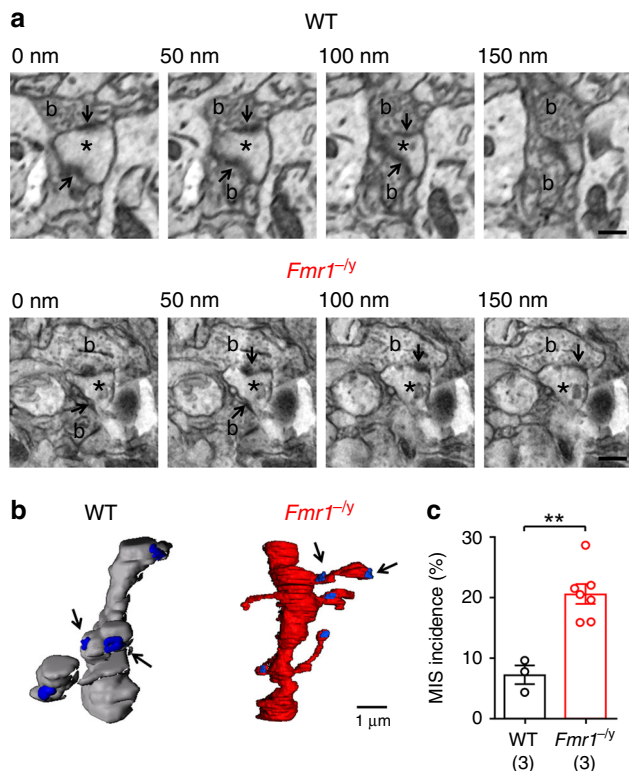 a
WT
0 nm 50 nm 100 nm 150 nm
b b b b
* * *
b b
Fmr1–/y
0 nm 50 nm 100 nm 150 nm
b b b b
* * * *
b b
b
WT Fmr1–/y
1 μm
c
**
MIS incidence (%)
30
20
10
0
WT Fmr1–/y
(3) (3)